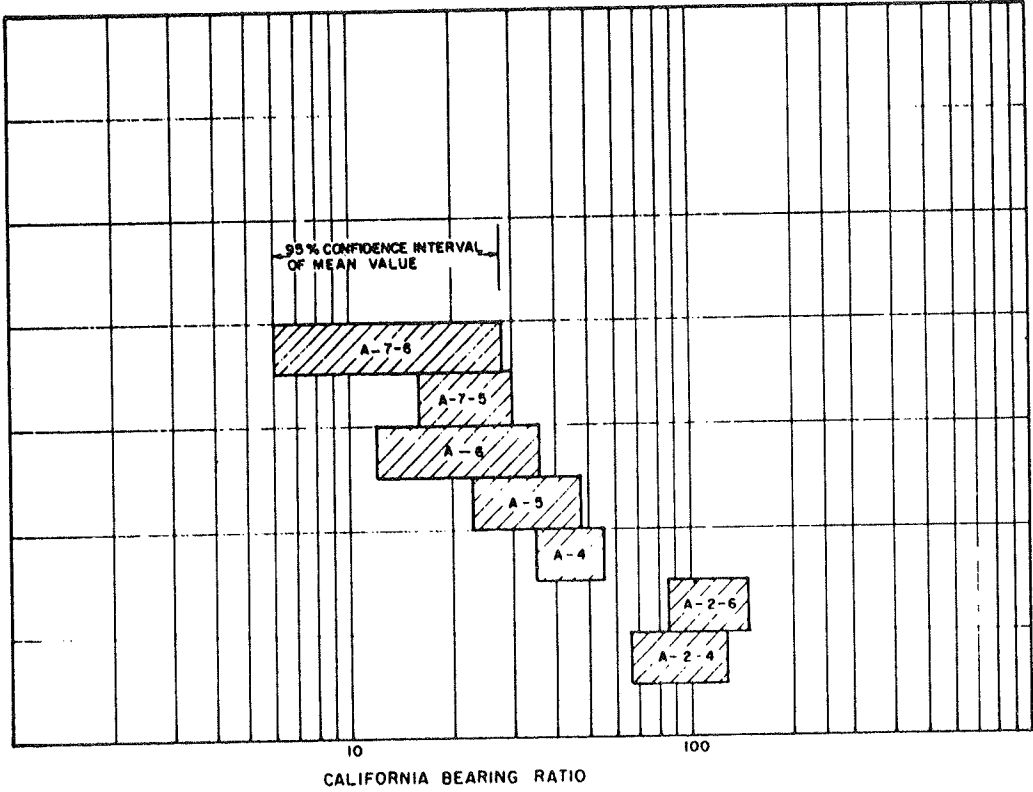 95% CONFIDENCE INTERVAL
OF MEAN VALUE
A-7-6
A-7-5
A-6
A-5
A-4
A-2-6
A-2-4
10
100
CALIFORNIA BEARING RATIO